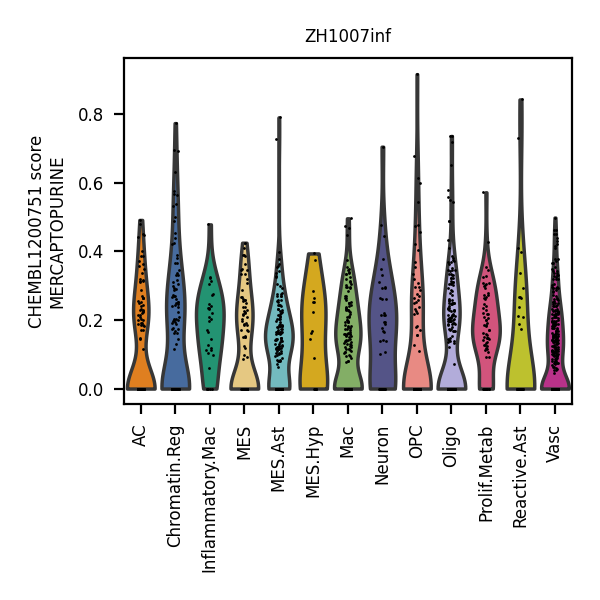 ZH1007inf
CHEMBL1200751 score
MERCAPTOPURINE
0.8
0.6
0.4
0.2
0.0
AC
Chromatin.Reg
Inflammatory.Mac
MES
MES.Ast
MES.Hyp
Mac
Neuron
OPC
Oligo
Prolif.Metab
Reactive.Ast
Vasc